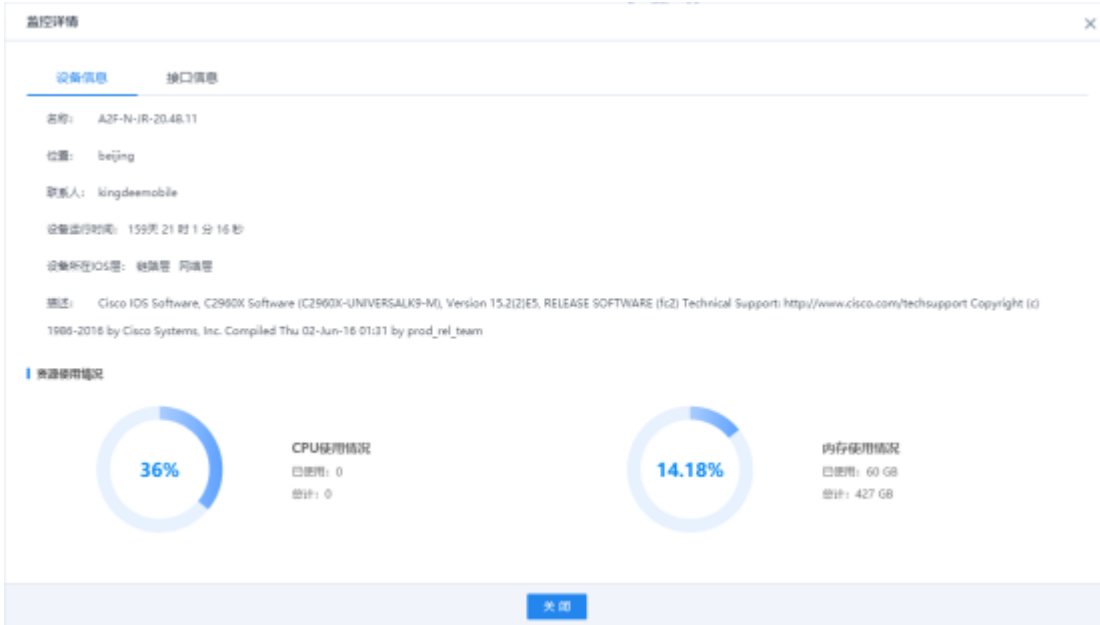 监控详情
设备信息 接口信息
名称: A2F-N-JR-20.48.11
位置: beijing
联系人: kingdeemobile
设备运行时间: 159天 21 时 1 分 16 秒
设备所在IOS层: 链路层 网络层
描述: Cisco IOS Software, C2960X Software (C2960X-UNIVERSALK9-M), Version 15.2(2)E5, RELEASE SOFTWARE (fc2) Technical Support: http://www.cisco.com/techsupport Copyright (c)
1986-2016 by Cisco Systems, Inc. Compiled Thu 02-Jun-16 01:31 by prod_rel_team
资源使用情况
36%
CPU使用情况
已使用: 0
总计: 0
14.18%
内存使用情况
已使用: 60 GB
总计: 427 GB
关 闭